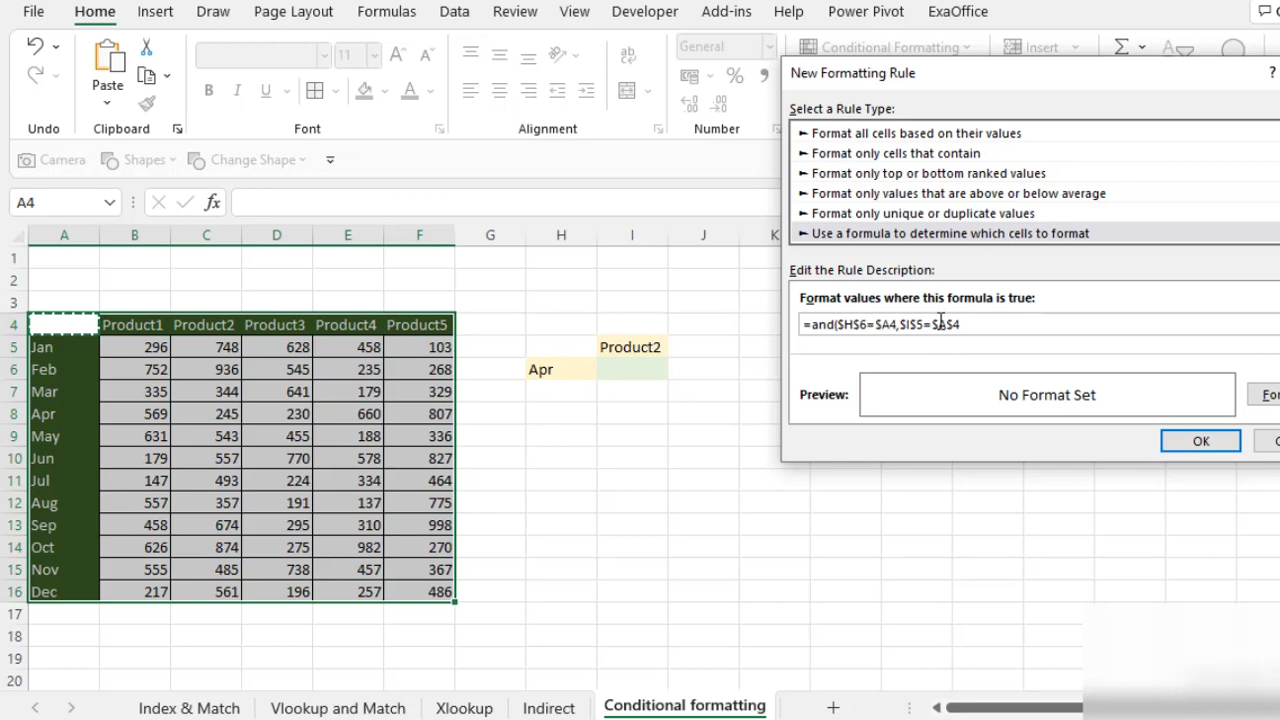 File Home Insert Draw Page Layout Formulas Data Review View Developer Add-ins Help Power Pivot ExaOffice
Paste
11
General
Conditional Formatting
Insert
Undo Clipboard Font Alignment Number
Camera Shapes Change Shape
A4
fx
A B C D E F G H I J K
1
2
3
4 Product1 Product2 Product3 Product4 Product5
5 Jan 296 748 628 458 103 Product2
6 Feb 752 936 545 235 268 Apr
7 Mar 335 344 641 179 329
8 Apr 569 245 230 660 807
9 May 631 543 455 188 336
10 Jun 179 557 770 578 827
11 Jul 147 493 224 334 464
12 Aug 557 357 191 137 775
13 Sep 458 674 295 310 998
14 Oct 626 874 275 982 270
15 Nov 555 485 738 457 367
16 Dec 217 561 196 257 486
17
18
19
20
New Formatting Rule ?
Select a Rule Type:
► Format all cells based on their values
► Format only cells that contain
► Format only top or bottom ranked values
► Format only values that are above or below average
► Format only unique or duplicate values
► Use a formula to determine which cells to format
Edit the Rule Description:
Format values where this formula is true:
=and($H$6=$A4,$I$5=$A$4
Preview: No Format Set
OK
Index & Match Vlookup and Match Xlookup Indirect Conditional formatting